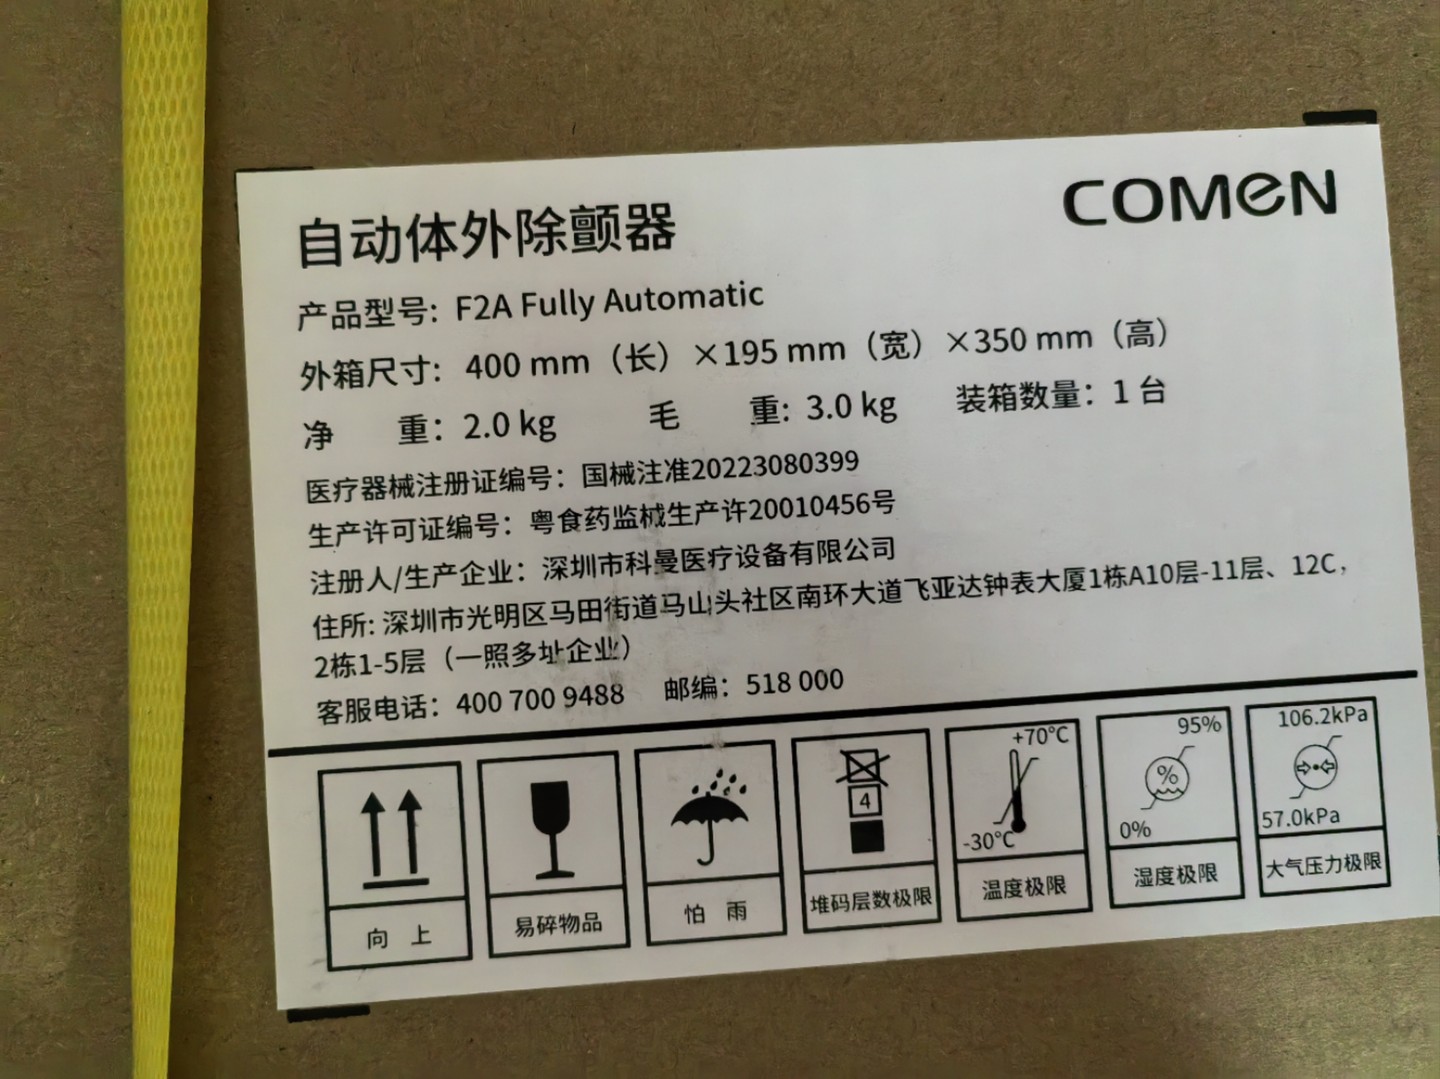 COMEN
自动体外除颤器
产品型号: F2A Fully Automatic
外箱尺寸: 400 mm（长）×195 mm（宽）×350 mm（高）
净 重: 2.0 kg 毛 重: 3.0 kg 装箱数量: 1 台
医疗器械注册证编号: 国械注准20223080399
生产许可证编号: 粤食药监械生产许20010456号
注册人/生产企业: 深圳市科曼医疗设备有限公司
住所: 深圳市光明区马田街道马山头社区南环大道飞亚达钟表大厦1栋A10层-11层、12C,
2栋1-5层（一照多址企业）
客服电话: 400 700 9488 邮编: 518 000
+70°C 95% 106.2kPa
4 %
-30°C 0% 57.0kPa
向 上 易碎物品 怕 雨 堆码层数极限 温度极限 湿度极限 大气压力极限